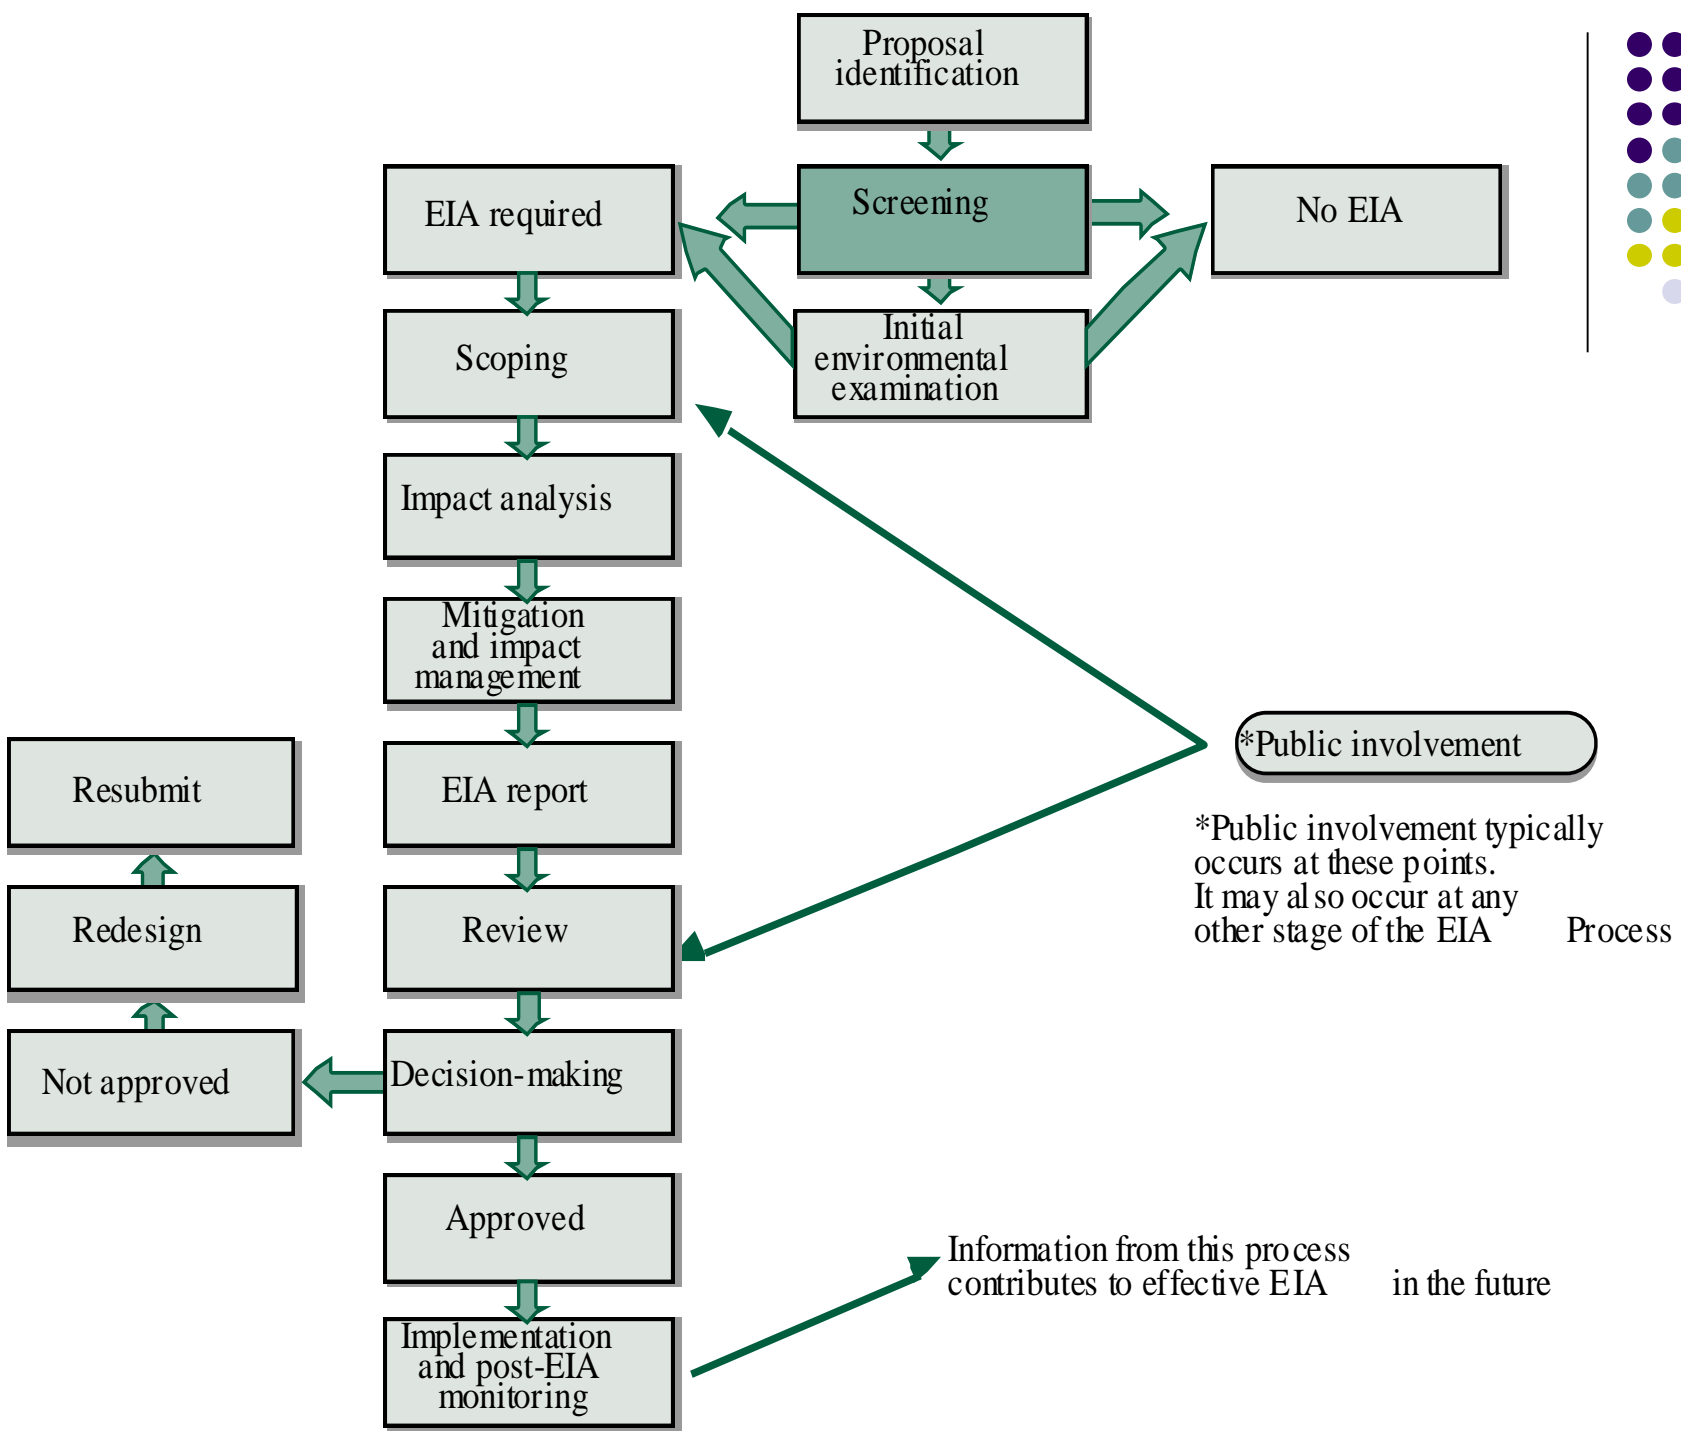 Proposal
identification
EIA required
Screening
No EIA
Initial
environmental
examination
Scoping
Impact analysis
Mitigation
and impact
management
*Public involvement
Resubmit
EIA report
*Public involvement typically
occurs at these points.
It may also occur at any
other stage of the EIA Process
Redesign
Review
Not approved
Decision-making
Approved
Information from this process
contributes to effective EIA in the future
Implementation
and post-EIA
monitoring